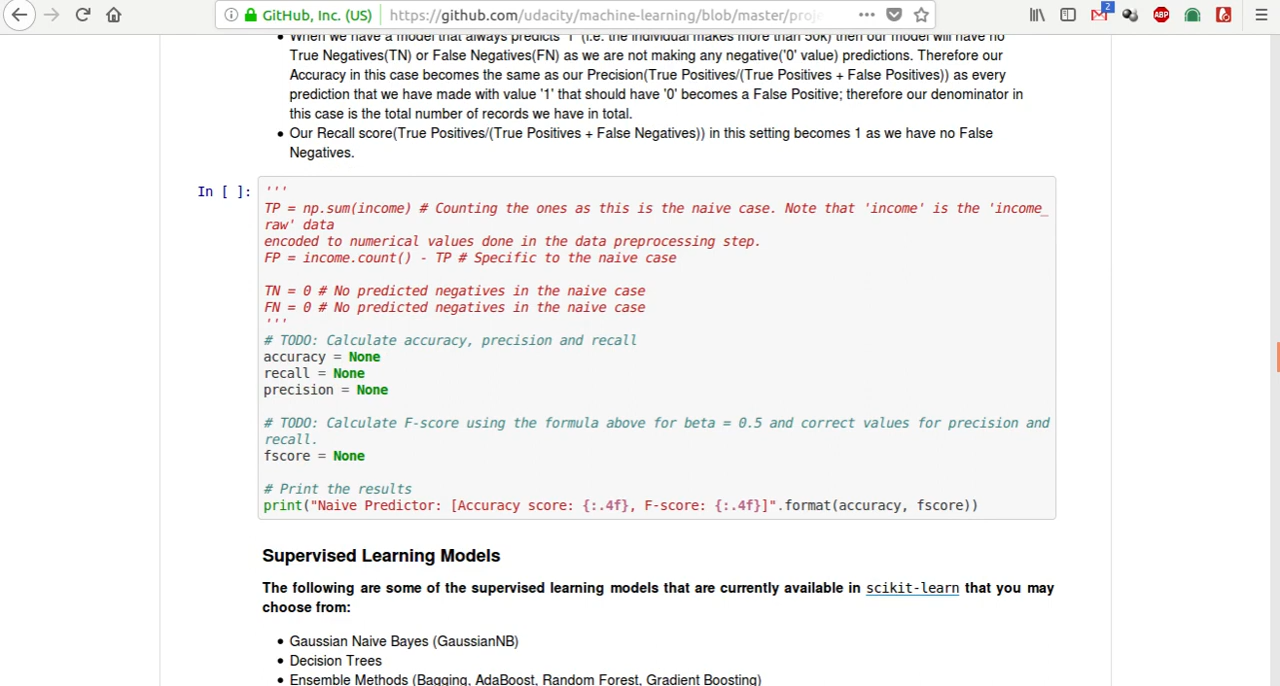 GitHub, Inc. (US)
https://github.com/udacity/machine-learning/blob/master/proje
2
ABP
When we have a model that always predicts '1' (i.e. the individual makes more than 50k) then our model will have no
True Negatives(TN) or False Negatives(FN) as we are not making any negative('0' value) predictions. Therefore our
Accuracy in this case becomes the same as our Precision(True Positives/(True Positives + False Positives)) as every
prediction that we have made with value '1' that should have '0' becomes a False Positive; therefore our denominator in
this case is the total number of records we have in total.
Our Recall score(True Positives/(True Positives + False Negatives)) in this setting becomes 1 as we have no False
Negatives.
In [ ]:
'''
TP = np.sum(income) # Counting the ones as this is the naive case. Note that 'income' is the 'income_
raw' data
encoded to numerical values done in the data preprocessing step.
FP = income.count() - TP # Specific to the naive case
TN = 0 # No predicted negatives in the naive case
FN = 0 # No predicted negatives in the naive case
'''
# TODO: Calculate accuracy, precision and recall
accuracy = None
recall = None
precision = None
# TODO: Calculate F-score using the formula above for beta = 0.5 and correct values for precision and
recall.
fscore = None
# Print the results
print("Naive Predictor: [Accuracy score: {:.4f}, F-score: {:.4f}]".format(accuracy, fscore))
Supervised Learning Models
The following are some of the supervised learning models that are currently available in scikit-learn that you may
choose from:
Gaussian Naive Bayes (GaussianNB)
Decision Trees
Ensemble Methods (Bagging, AdaBoost, Random Forest, Gradient Boosting)